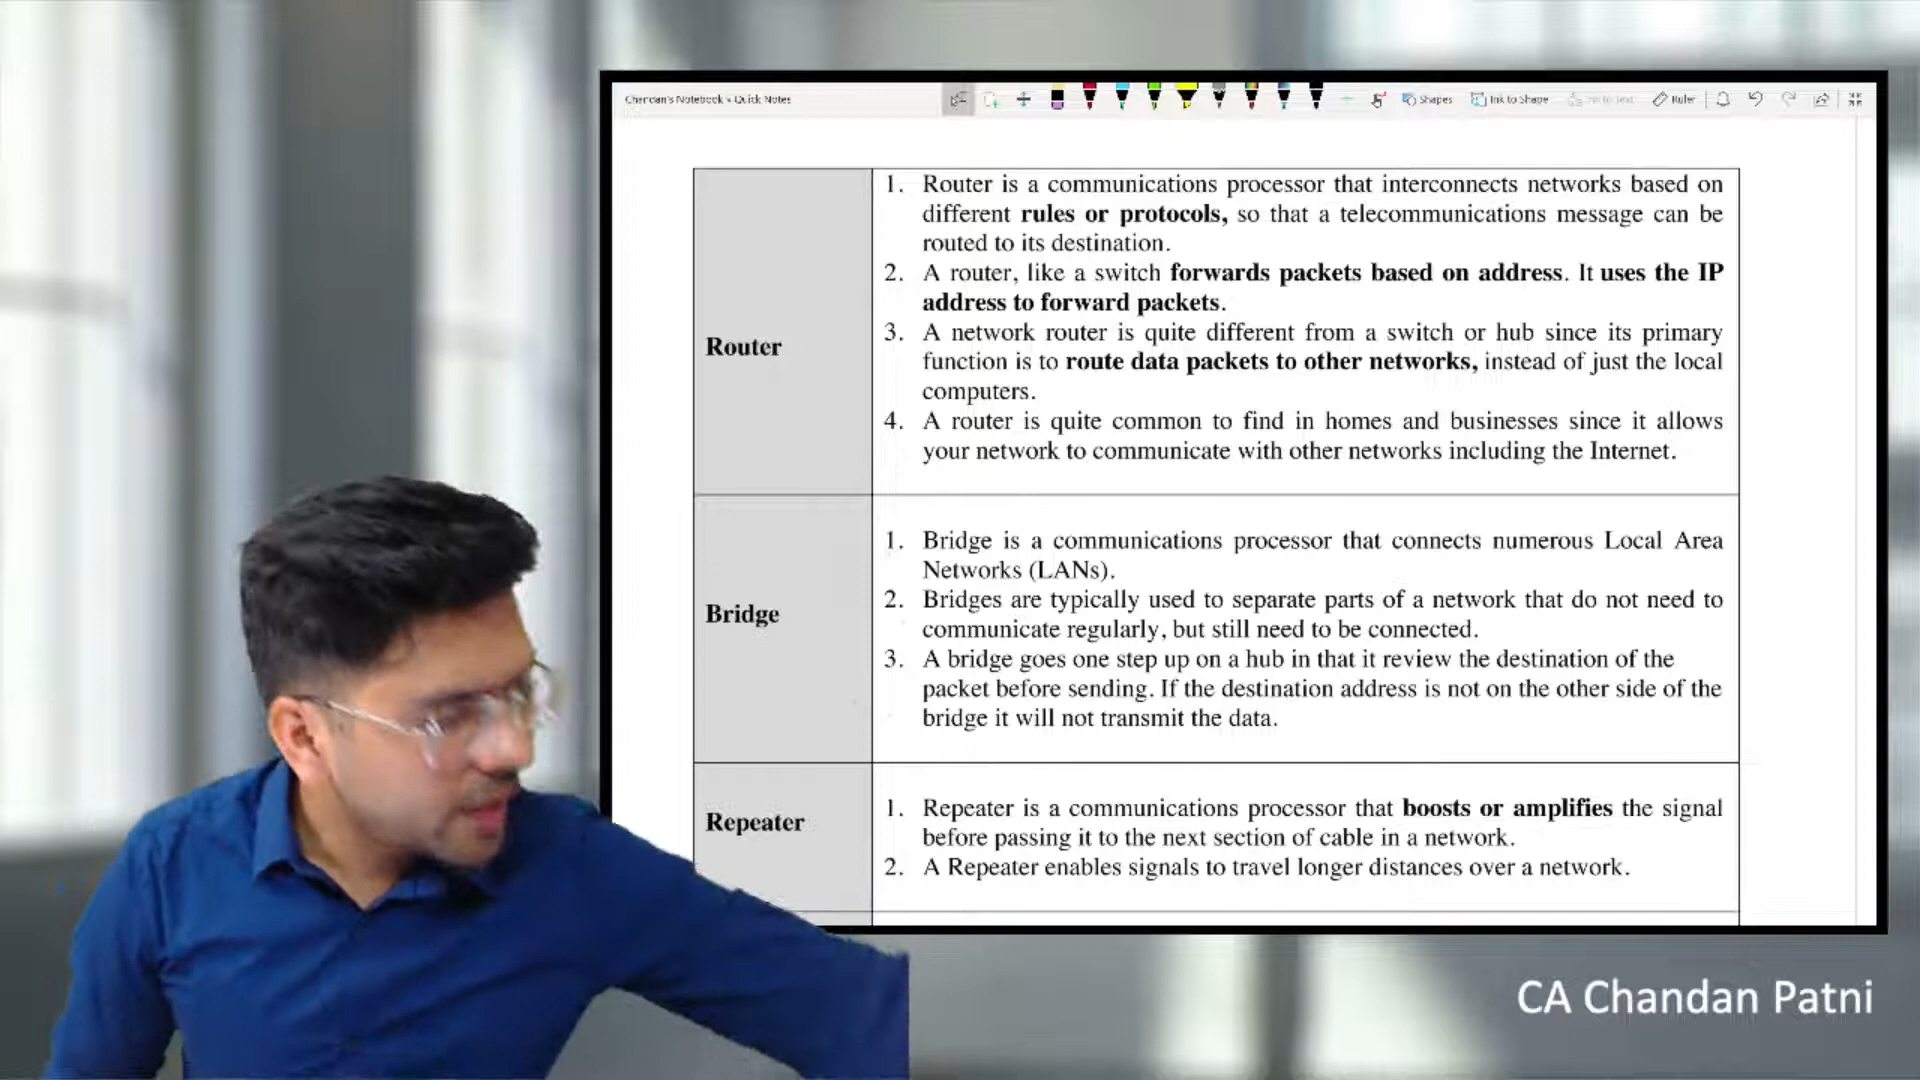 Chandan's Notebook » Quick Notes
Shapes
Ink to Shape
Ink to Text
Ruler
Router
1. Router is a communications processor that interconnects networks based on
different rules or protocols, so that a telecommunications message can be
routed to its destination.
2. A router, like a switch forwards packets based on address. It uses the IP
address to forward packets.
3. A network router is quite different from a switch or hub since its primary
function is to route data packets to other networks, instead of just the local
computers.
4. A router is quite common to find in homes and businesses since it allows
your network to communicate with other networks including the Internet.
Bridge
1. Bridge is a communications processor that connects numerous Local Area
Networks (LANs).
2. Bridges are typically used to separate parts of a network that do not need to
communicate regularly, but still need to be connected.
3. A bridge goes one step up on a hub in that it review the destination of the
packet before sending. If the destination address is not on the other side of the
bridge it will not transmit the data.
Repeater
1. Repeater is a communications processor that boosts or amplifies the signal
before passing it to the next section of cable in a network.
2. A Repeater enables signals to travel longer distances over a network.
CA Chandan Patni